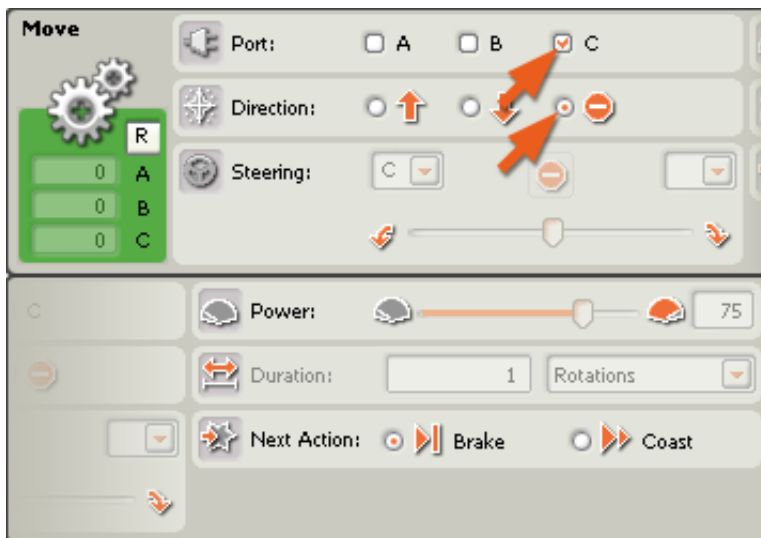 Move
Port: A B C
Direction:
R
Steering: C
0 A
0 B
0 C
C
Power: 75
Duration: 1 Rotations
Next Action: Brake Coast